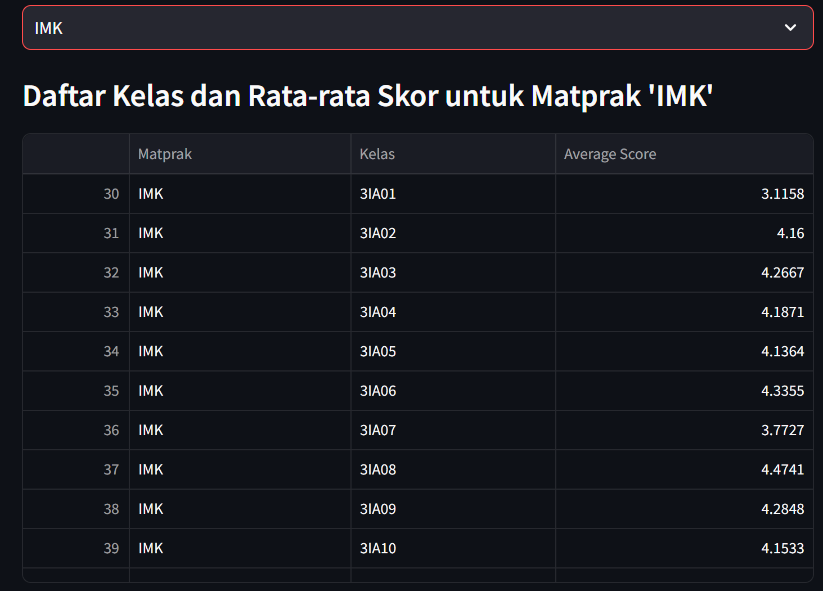 IMK
Daftar Kelas dan Rata-rata Skor untuk Matprak 'IMK'
Matprak Kelas Average Score
30 IMK 3IA01 3.1158
31 IMK 3IA02 4.16
32 IMK 3IA03 4.2667
33 IMK 3IA04 4.1871
34 IMK 3IA05 4.1364
35 IMK 3IA06 4.3355
36 IMK 3IA07 3.7727
37 IMK 3IA08 4.4741
38 IMK 3IA09 4.2848
39 IMK 3IA10 4.1533